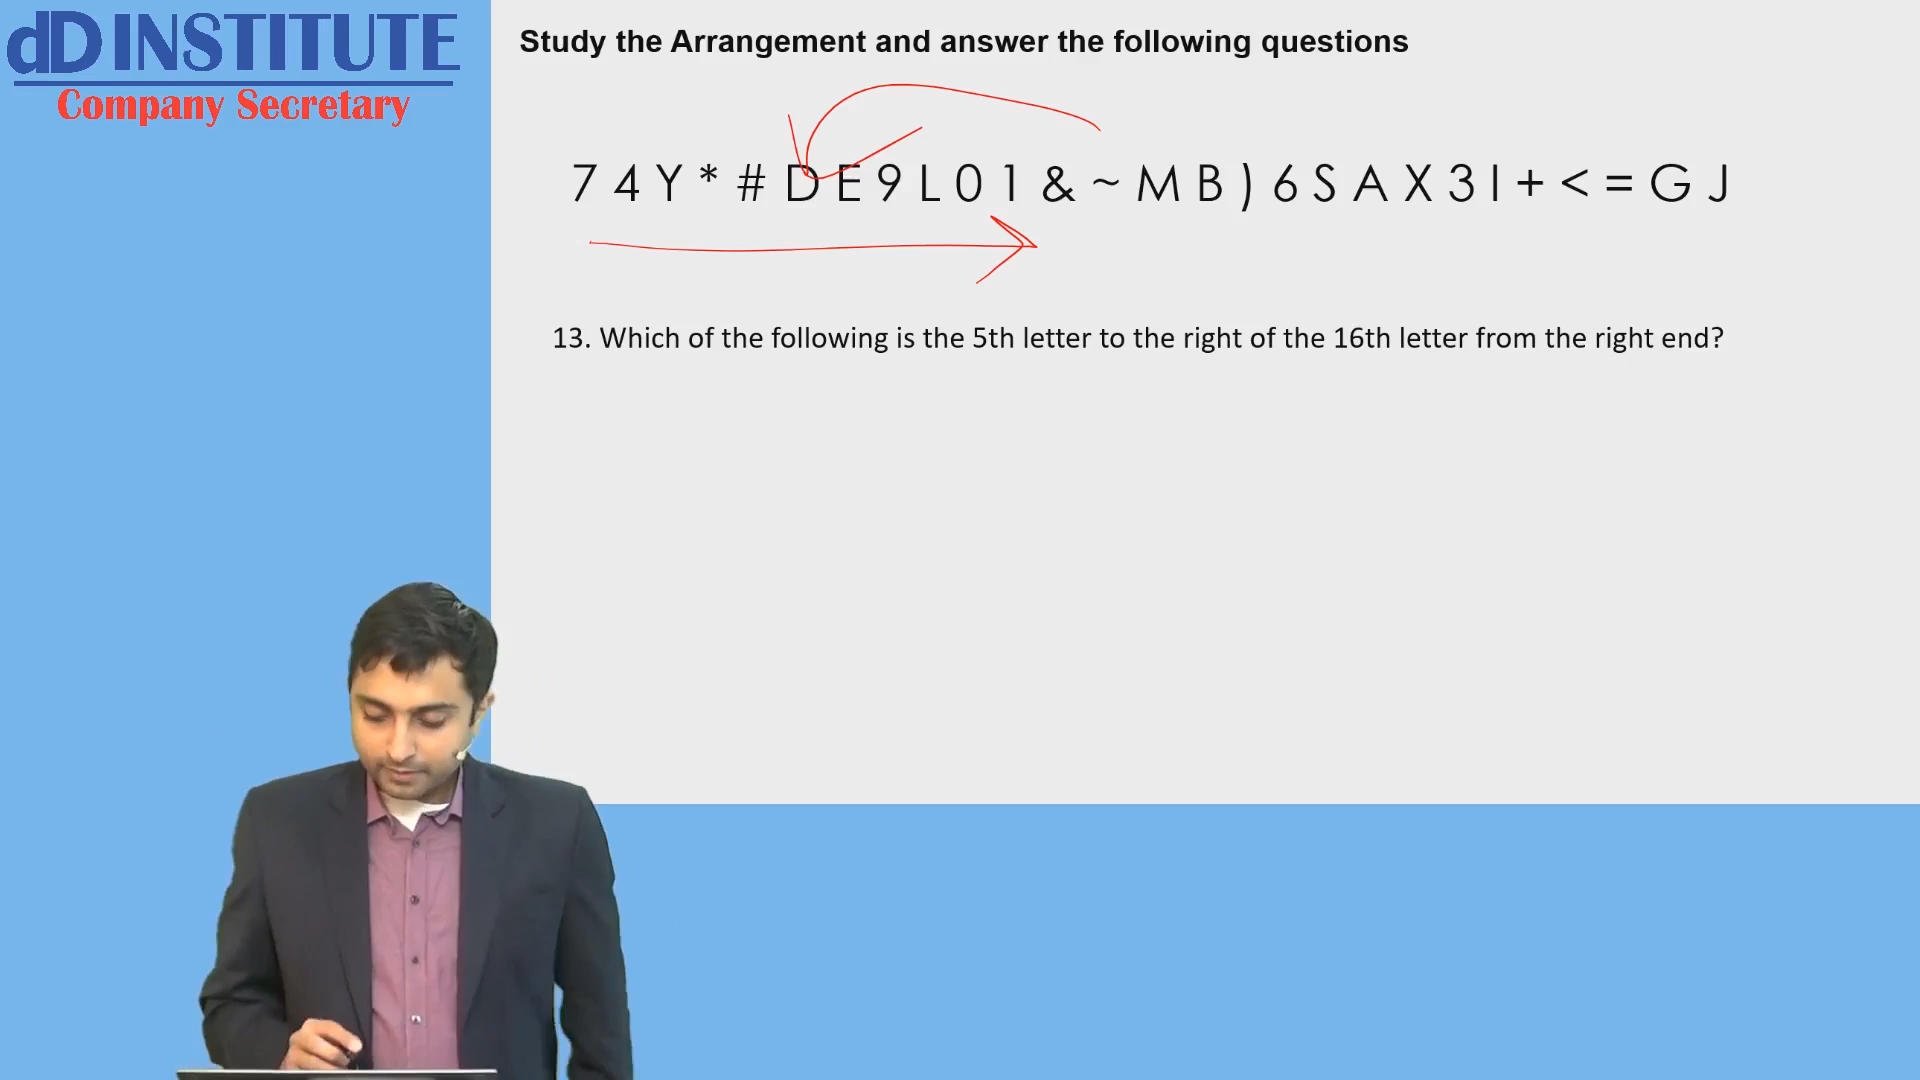 dD INSTITUTE
Company Secretary
Study the Arrangement and answer the following questions
7 4 Y * # D E 9 L 0 1 & ~ M B ) 6 S A X 3 I + < = G J
13. Which of the following is the 5th letter to the right of the 16th letter from the right end?